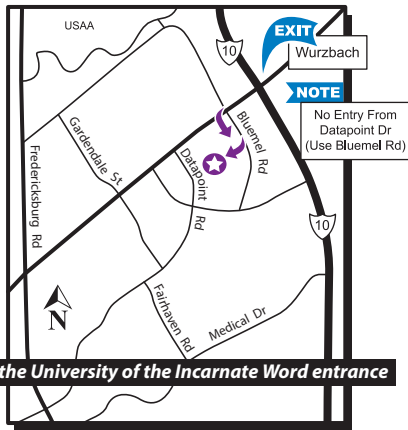 USAA
10
EXIT
Wurzbach
NOTE
No Entry From
Datapoint Dr
(Use Bluemel Rd)
Bluemel Rd
Gardendale St
Datapoint Rd
Fredericksburg Rd
10
N
Fairhaven Rd
Medical Dr
the University of the Incarnate Word entrance